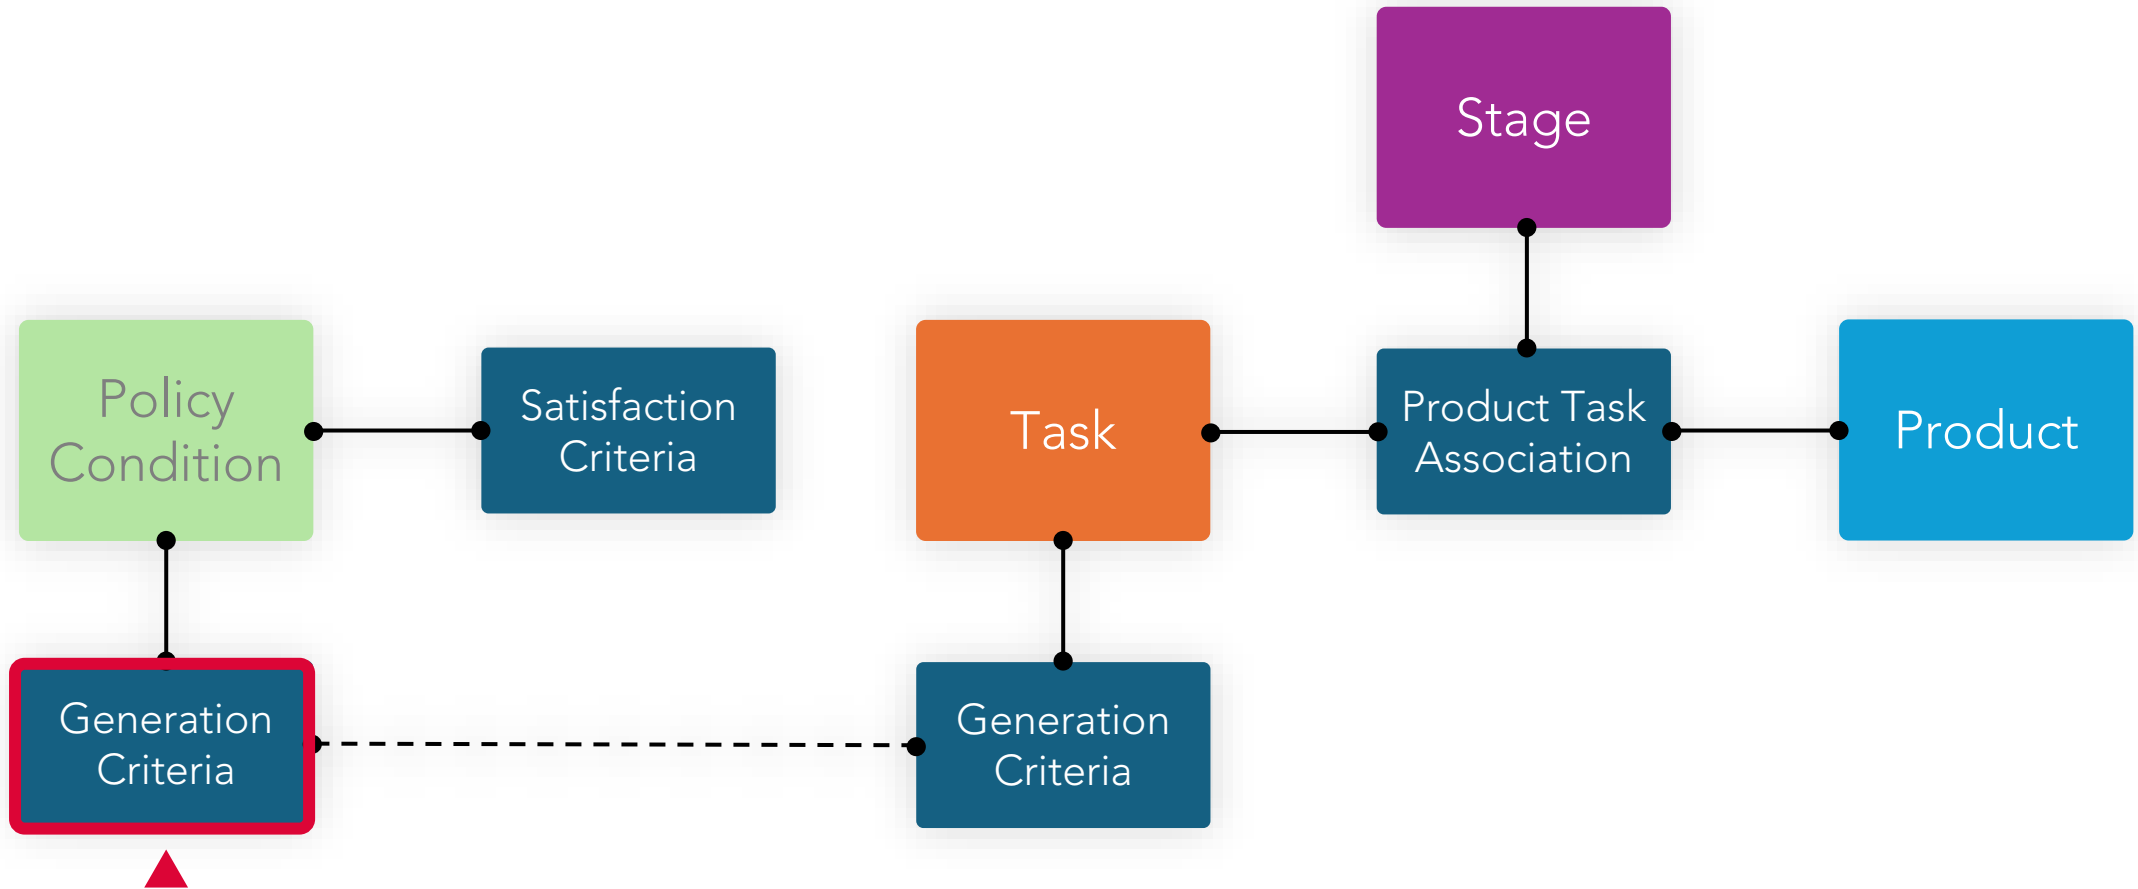 Stage
Policy
Condition
Satisfaction
Criteria
Task
Product Task
Association
Product
Generation
Criteria
Generation
Criteria